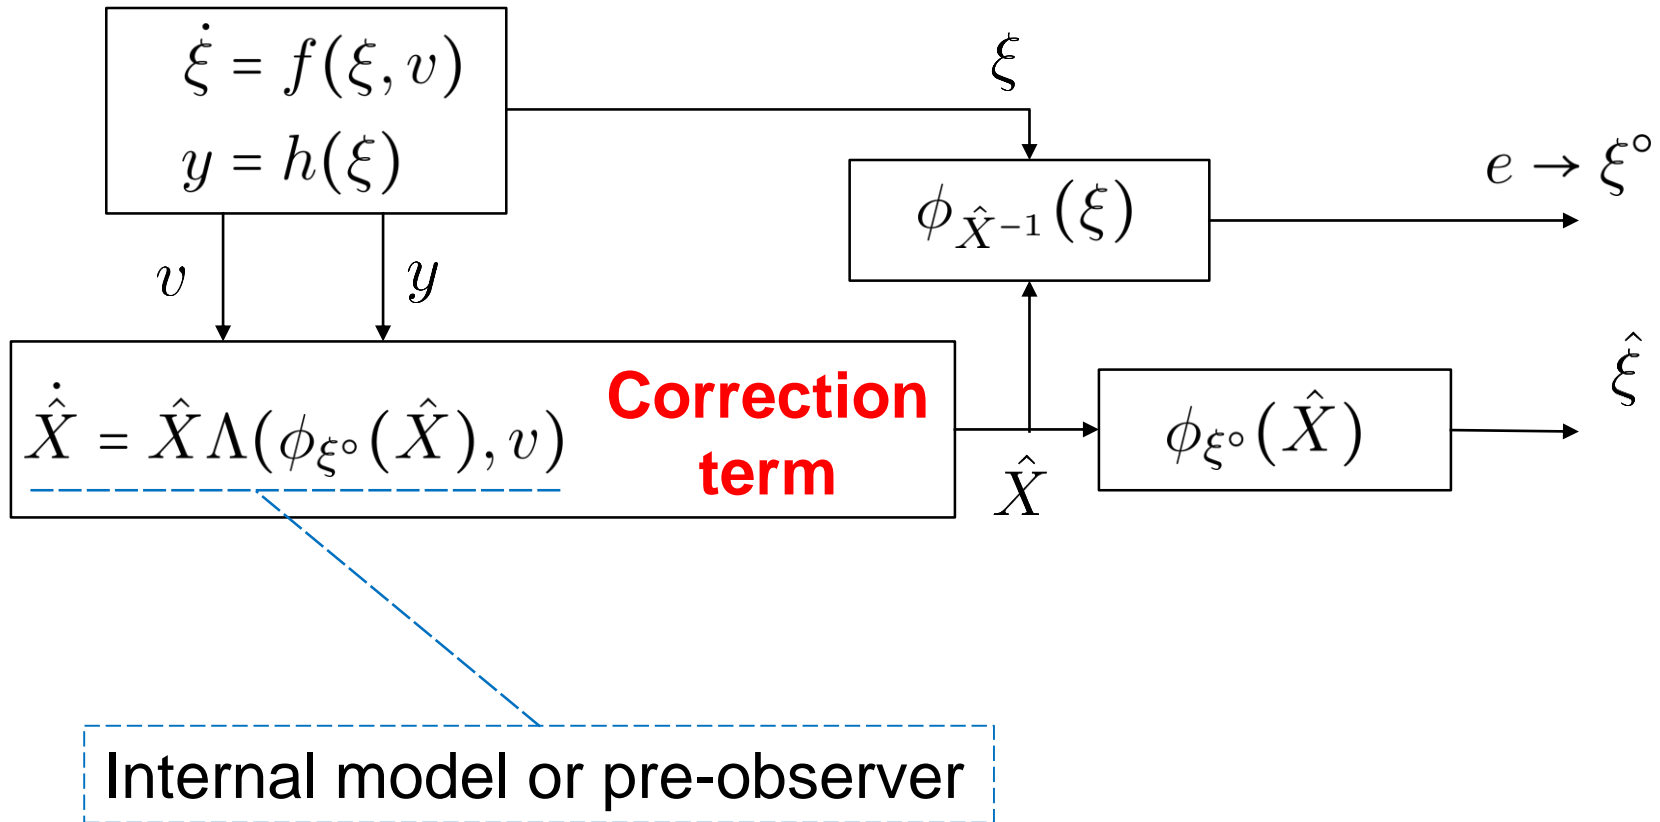 ξ̇ = f(ξ, v)
y = h(ξ)
ξ
v
y
ϕ_{X̂⁻¹}(ξ)
e → ξ°
X̂̇ = X̂Λ(ϕ_{ξ°}(X̂), v)
Correction
term
X̂
ϕ_{ξ°}(X̂)
ξ̂
Internal model or pre-observer